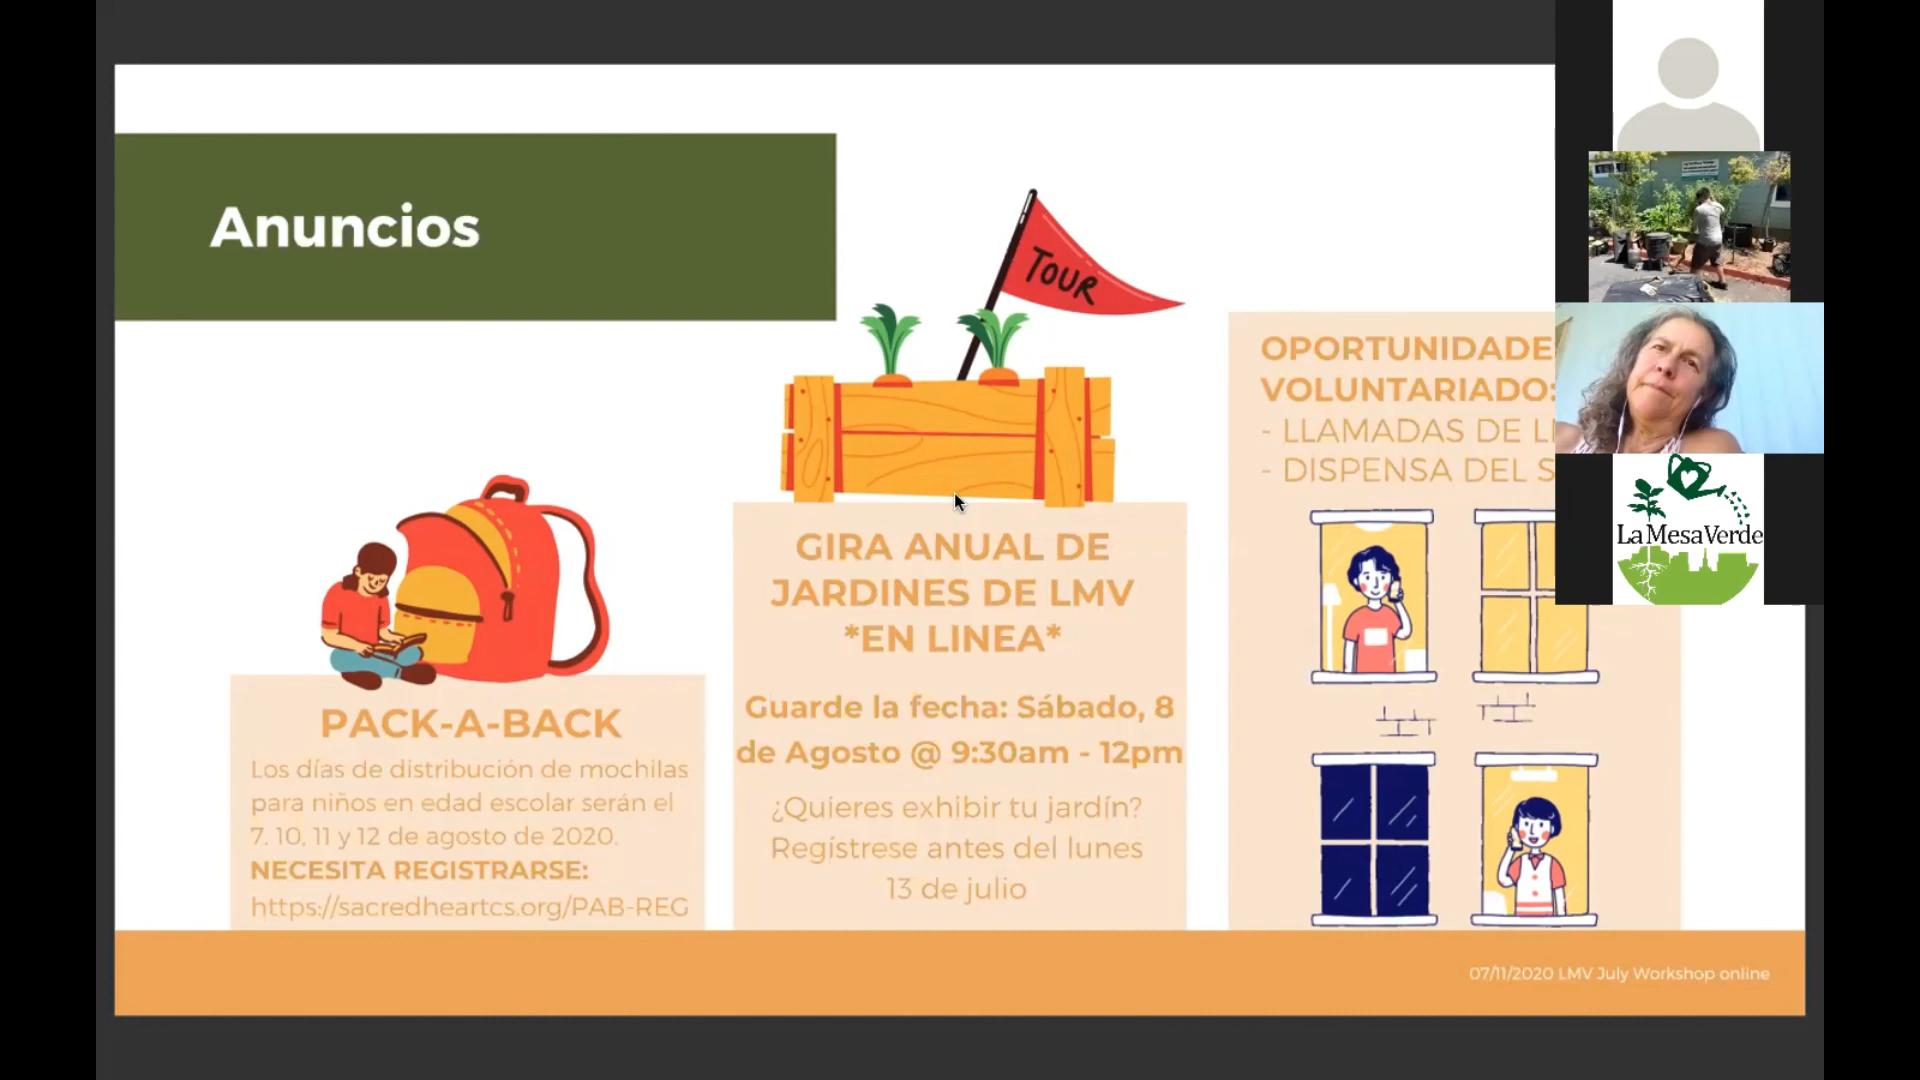 Anuncios
TOUR
PACK-A-BACK
Los días de distribución de mochilas
para niños en edad escolar serán el
7, 10, 11 y 12 de agosto de 2020.
NECESITA REGISTRARSE:
https://sacredheartcs.org/PAB-REG
GIRA ANUAL DE
JARDINES DE LMV
*EN LINEA*
Guarde la fecha: Sábado, 8
de Agosto @ 9:30am - 12pm
¿Quieres exhibir tu jardín?
Regístrese antes del lunes
13 de julio
OPORTUNIDADE
VOLUNTARIADO:
- LLAMADAS DE
- DISPENSA DEL
La Mesa Verde
07/11/2020 LMV July Workshop online